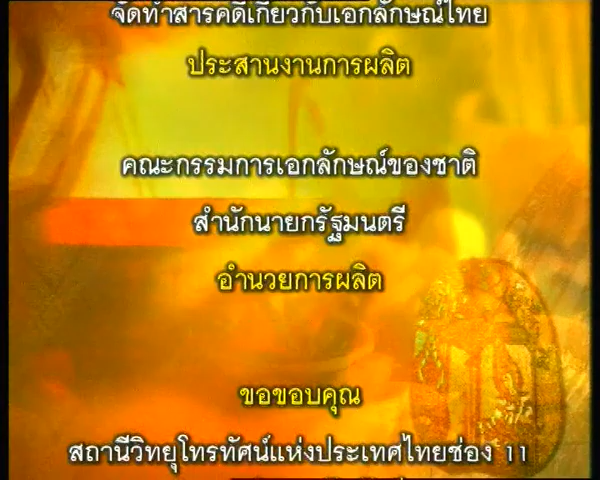 จัดทำสารคดีเกี่ยวกับเอกลักษณ์ไทย
ประสานงานการผลิต
คณะกรรมการเอกลักษณ์ของชาติ
สำนักนายกรัฐมนตรี
อำนวยการผลิต
ขอขอบคุณ
สถานีวิทยุโทรทัศน์แห่งประเทศไทยช่อง 11